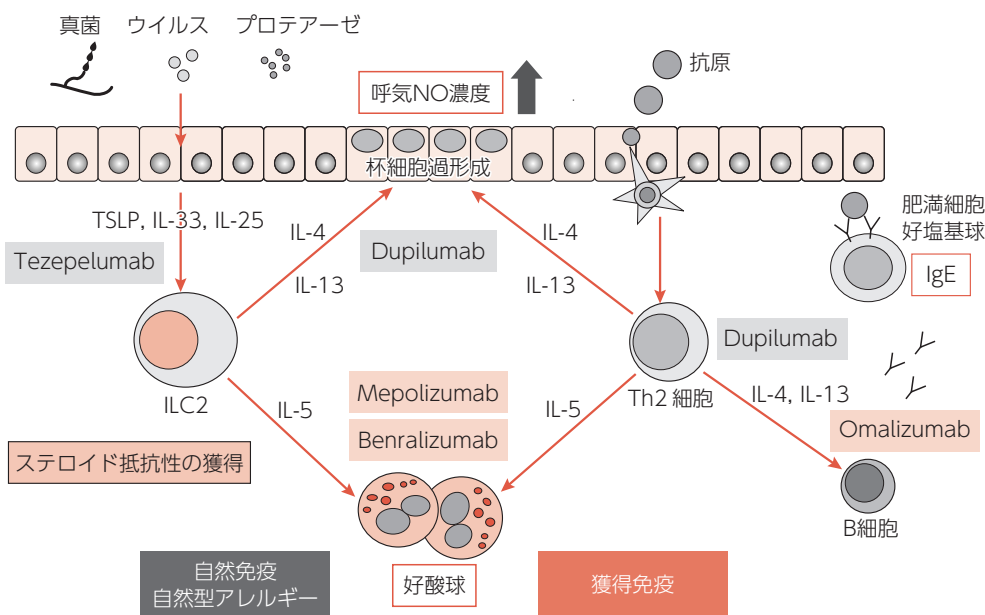 真菌
ウイルス
プロテアーゼ
抗原
呼気NO濃度
杯細胞過形成
TSLP, IL-33, IL-25
Tezepelumab
IL-4
IL-13
Dupilumab
IL-4
IL-13
肥満細胞
好塩基球
IgE
ILC2
Th2 細胞
Dupilumab
IL-5
Mepolizumab
Benralizumab
IL-5
IL-4, IL-13
Omalizumab
B細胞
ステロイド抵抗性の獲得
自然免疫
自然型アレルギー
好酸球
獲得免疫